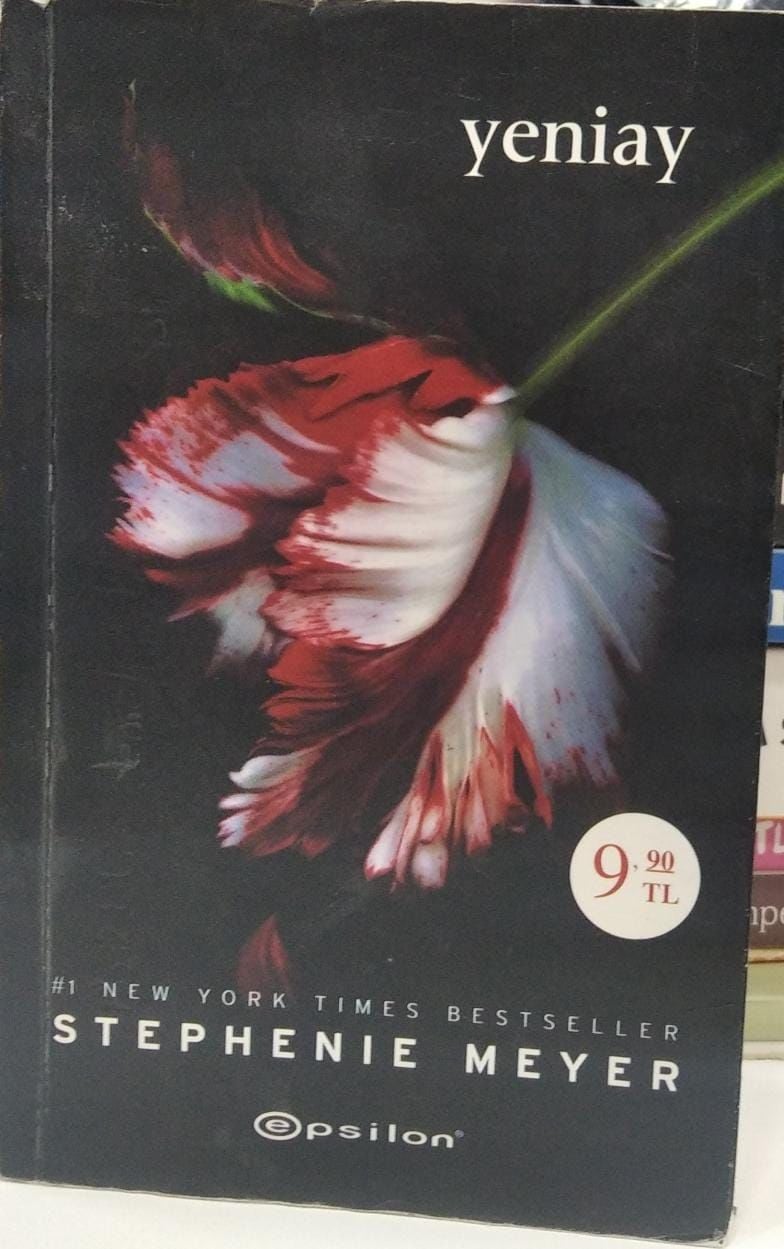 yeniay
9,90
TL
#1 NEW YORK TIMES BESTSELLER
STEPHENIE MEYER
epsilon